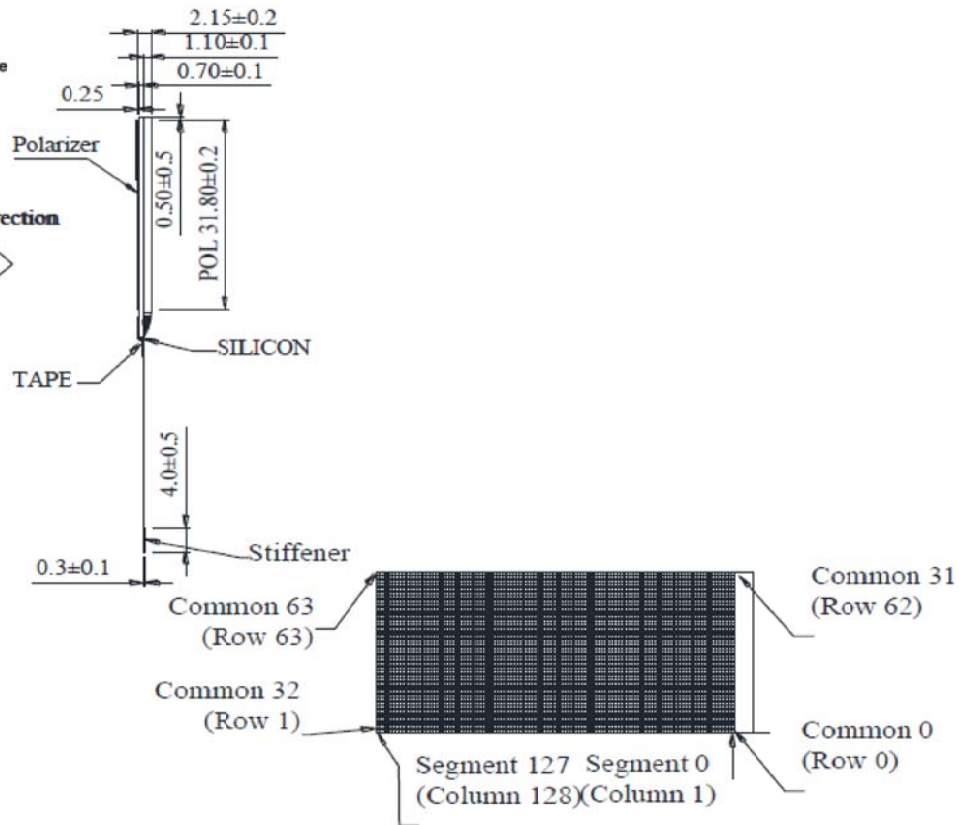 2.15±0.2
1.10±0.1
e
0.70±0.1
0.25
Polarizer
0.50±0.5
POL 31.80±0.2
ection
SILICON
TAPE
4.0±0.5
Stiffener
0.3±0.1
Common 63
(Row 63)
Common 31
(Row 62)
Common 32
(Row 1)
Common 0
(Row 0)
Segment 127 Segment 0
(Column 128)(Column 1)